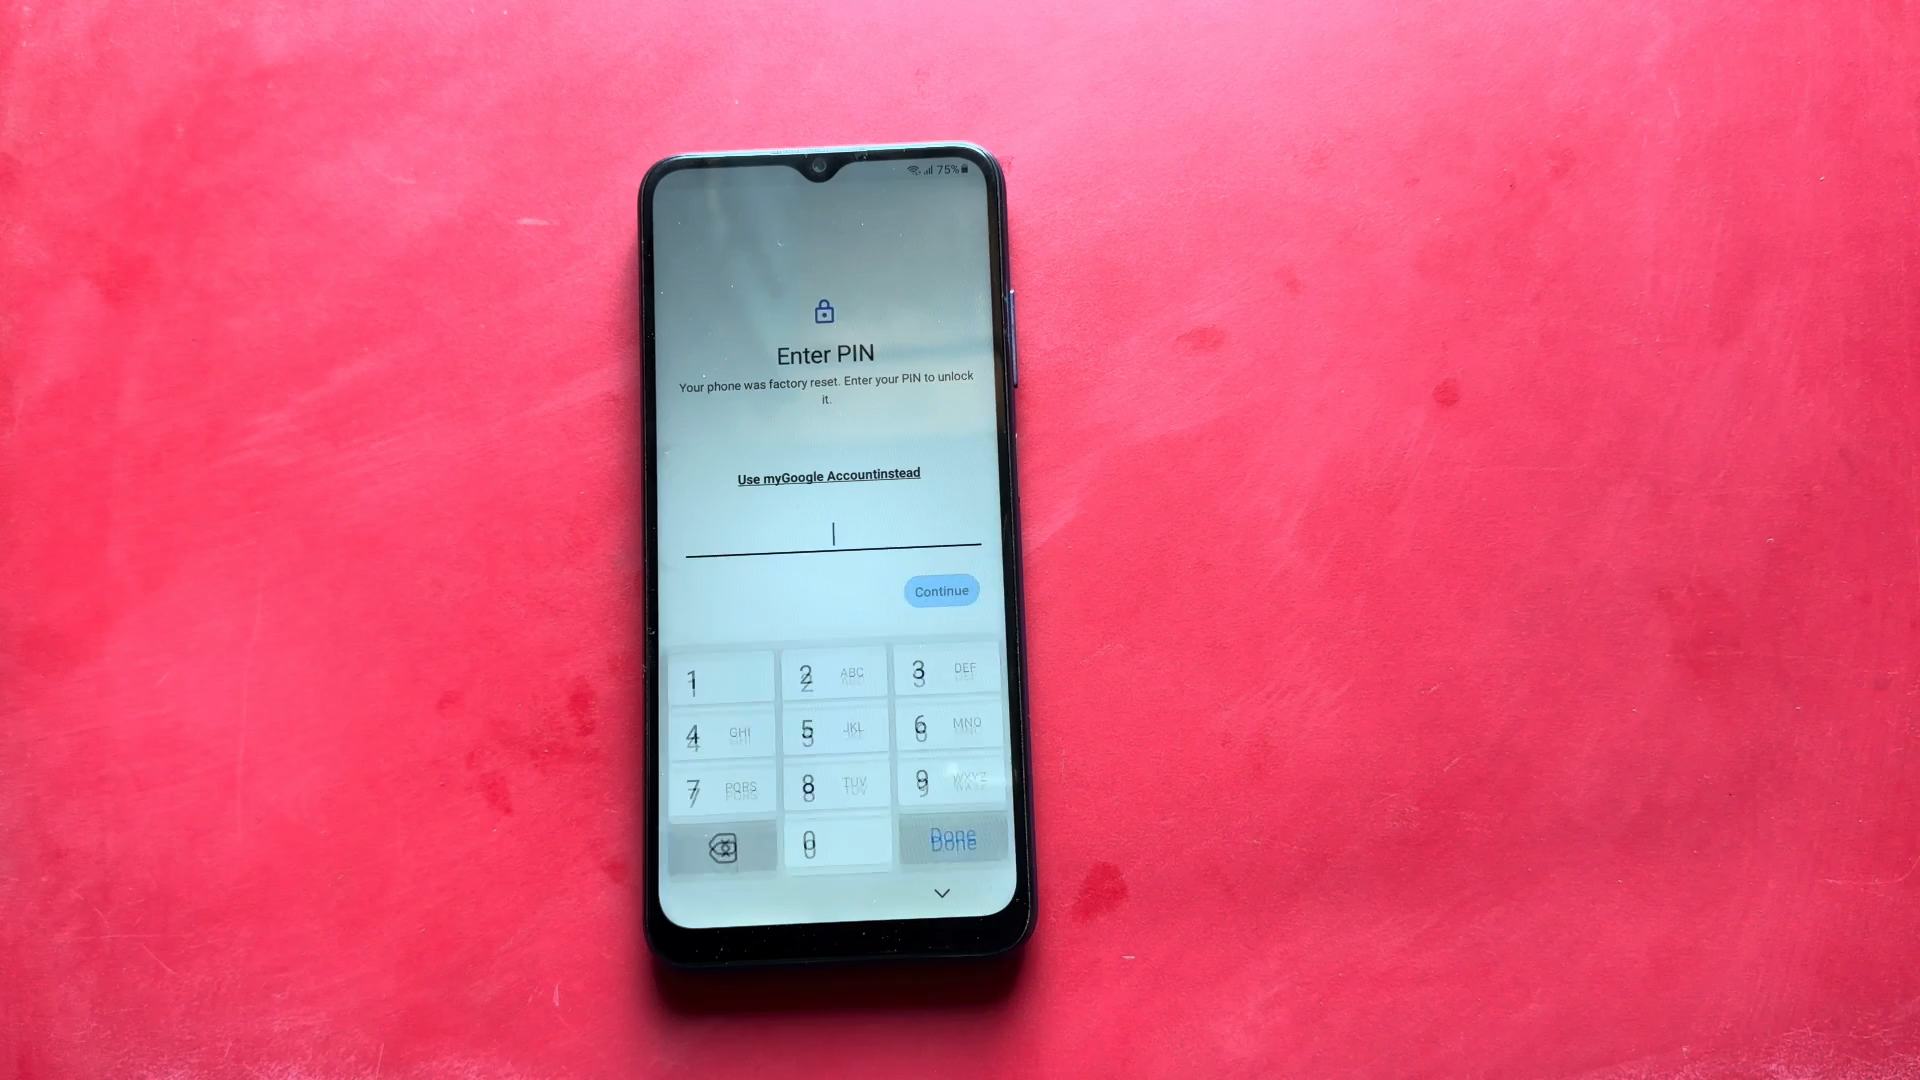 75%
Enter PIN
Your phone was factory reset. Enter your PIN to unlock
it.
Use myGoogle Accountinstead
Continue
1 2 ABC 3 DEF
4 GHI 5 JKL 6 MNO
7 PQRS 8 TUV 9 WXYZ
0 Done